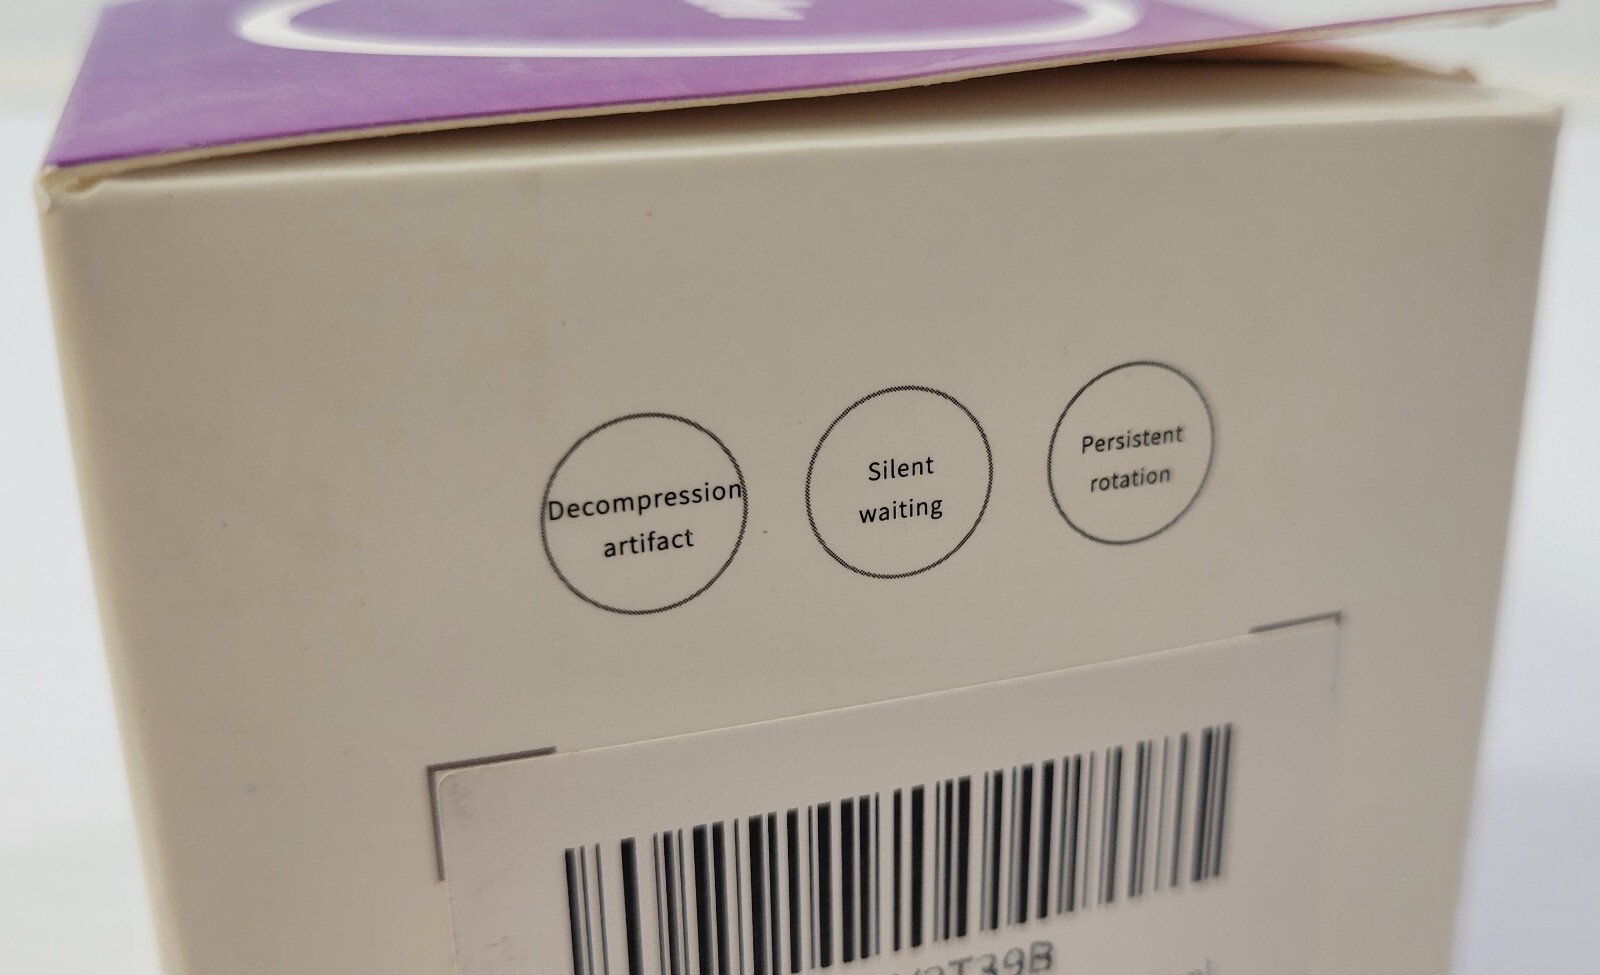 Decompression
artifact
Silent
waiting
Persistent
rotation